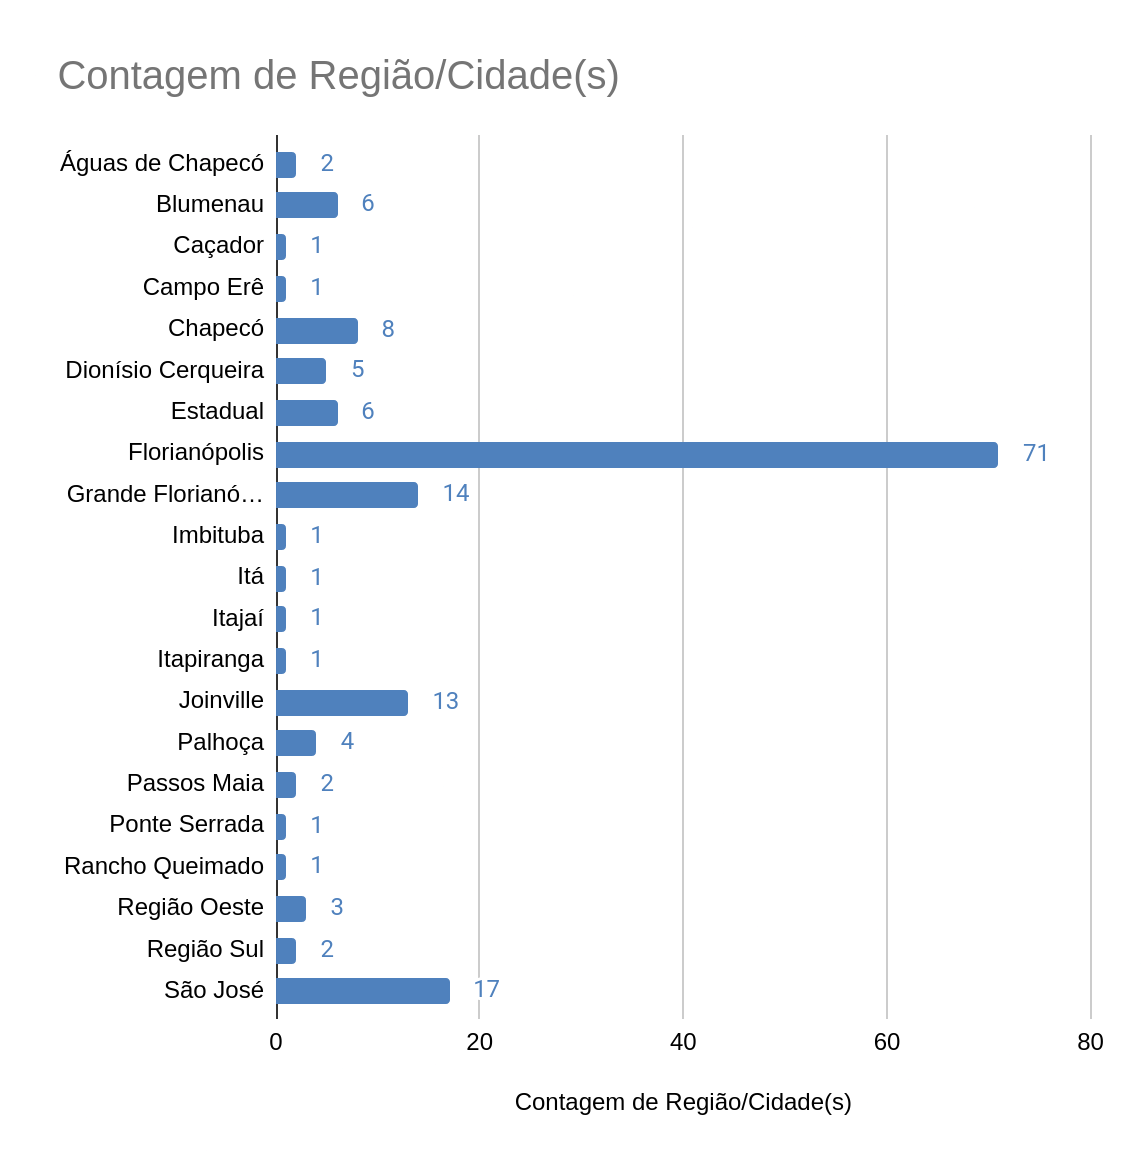 Contagem de Região/Cidade(s)
Águas de Chapecó 2
Blumenau 6
Caçador 1
Campo Erê 1
Chapecó 8
Dionísio Cerqueira 5
Estadual 6
Florianópolis 71
Grande Florianó… 14
Imbituba 1
Itá 1
Itajaí 1
Itapiranga 1
Joinville 13
Palhoça 4
Passos Maia 2
Ponte Serrada 1
Rancho Queimado 1
Região Oeste 3
Região Sul 2
São José 17
0 20 40 60 80
Contagem de Região/Cidade(s)